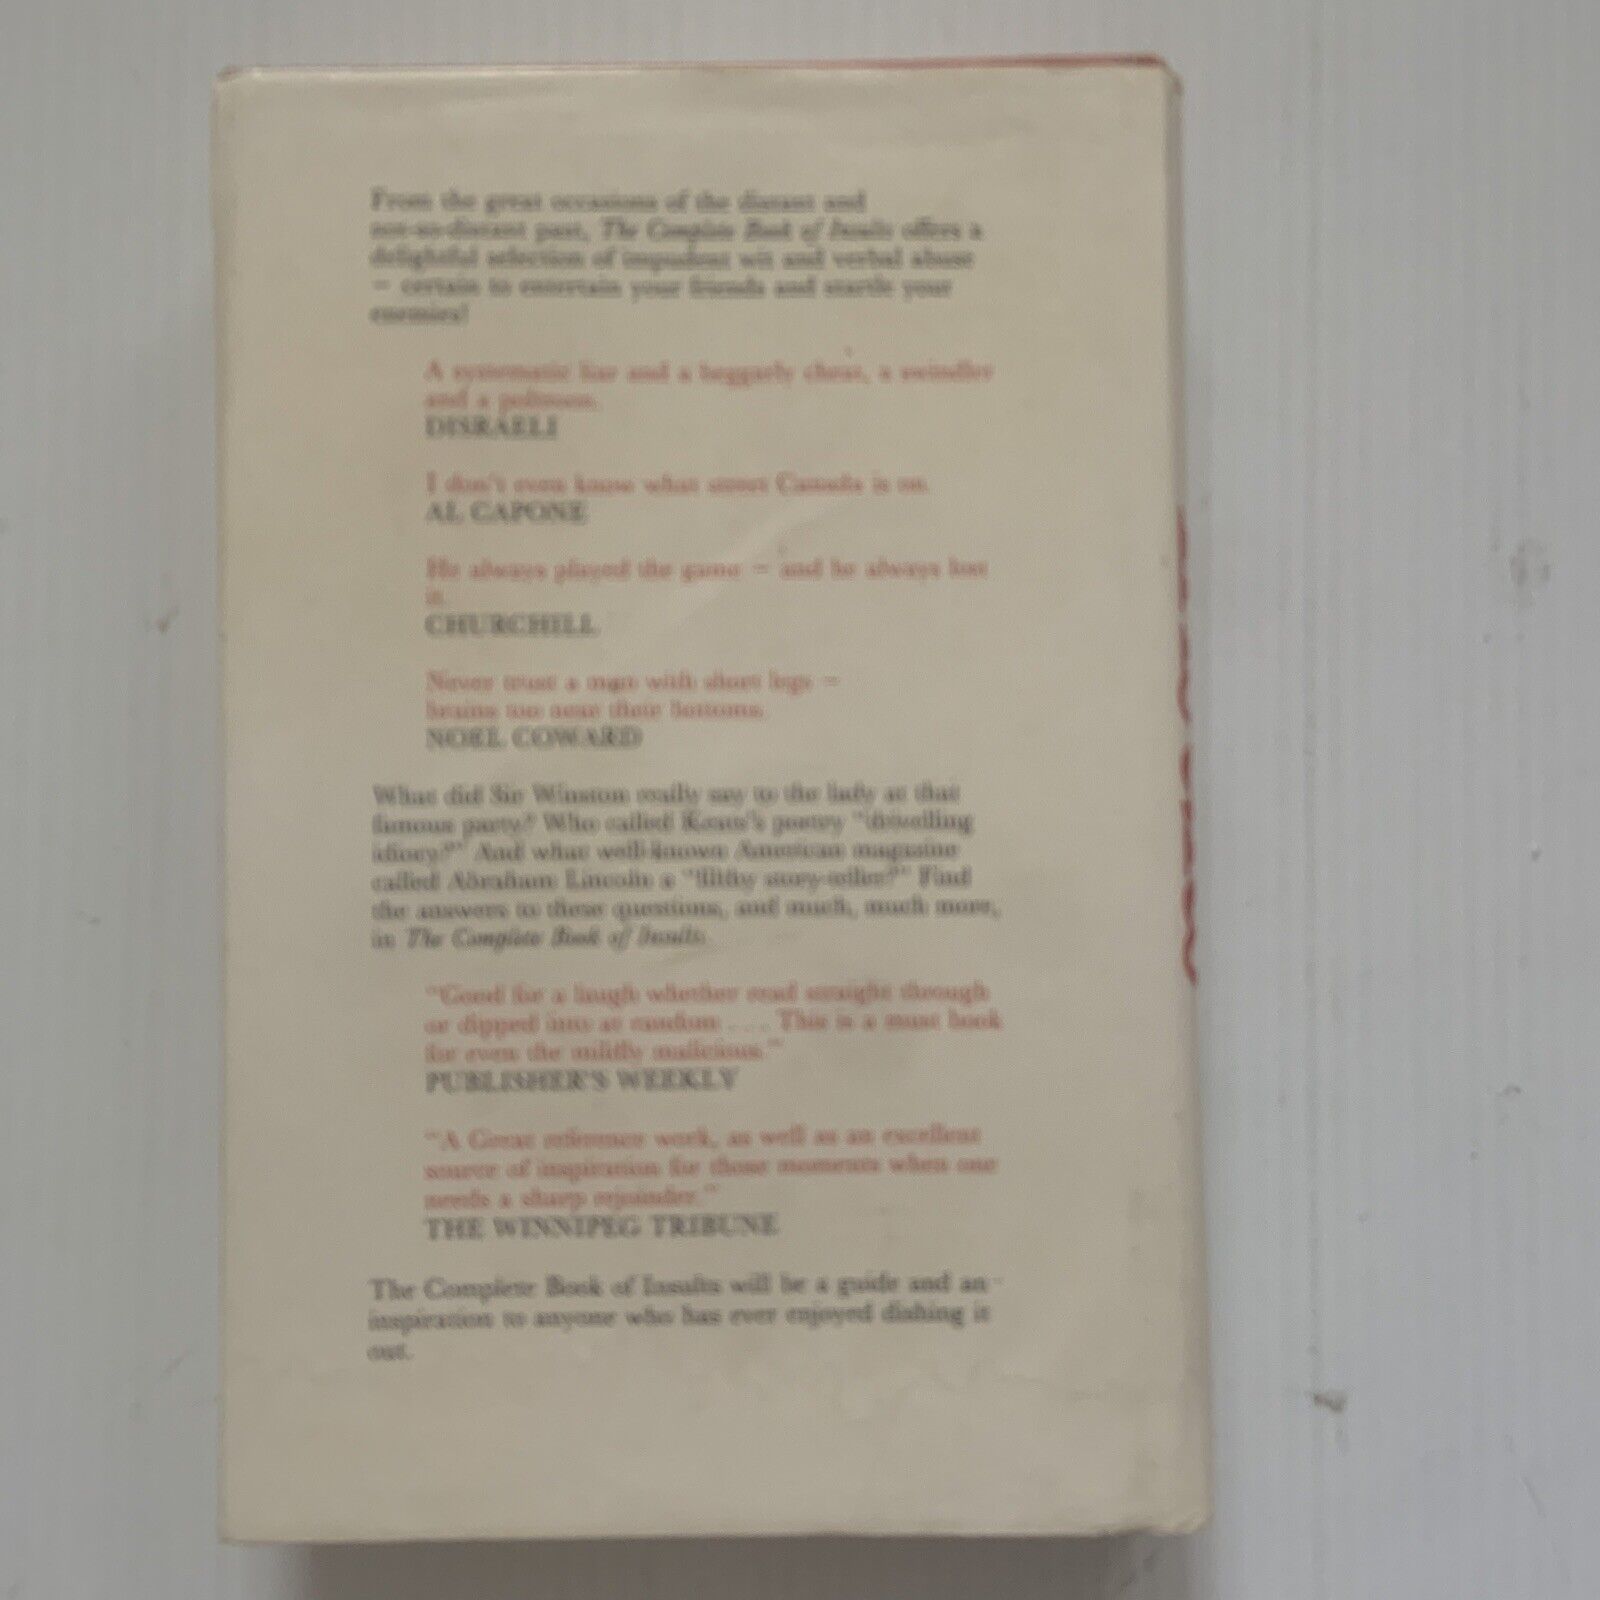 From the great occasions of the distant and
not-so-distant past, The Complete Book of Insults offers a
delightful selection of impudent wit and verbal abuse
— certain to entertain your friends and startle your
enemies!
A systematic liar and a beggarly cheat, a swindler
and a poltroon.
DISRAELI
I don't even know what street Canada is on.
AL CAPONE
He always played the game — and he always lost
it.
CHURCHILL
Never trust a man with short legs —
brains too near their bottoms.
NOEL COWARD
What did Sir Winston really say to the lady at that
famous party? Who called Keats's poetry "drivelling
idiocy?" And what well-known American magazine
called Abraham Lincoln a "filthy story-teller?" Find
the answers to these questions, and much, much more,
in The Complete Book of Insults.
"Good for a laugh whether read straight through
or dipped into at random . . . This is a must book
for even the mildly malicious."
PUBLISHER'S WEEKLY
"A Great reference work, as well as an excellent
source of inspiration for those moments when one
needs a sharp rejoinder."
THE WINNIPEG TRIBUNE
The Complete Book of Insults will be a guide and an
inspiration to anyone who has ever enjoyed dishing it
out.